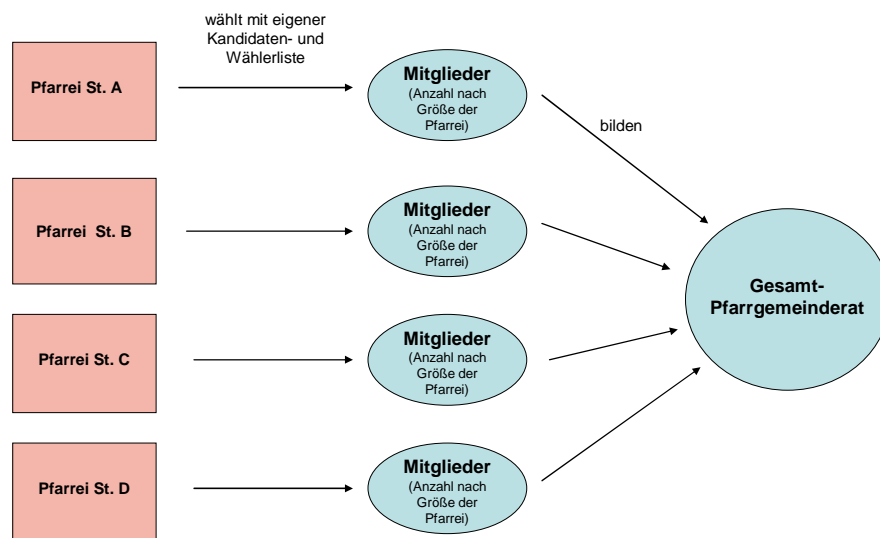 wählt mit eigener
Kandidaten- und
Wählerliste
Pfarrei St. A
Mitglieder
(Anzahl nach
Größe der
Pfarrei)
bilden
Pfarrei St. B
Mitglieder
(Anzahl nach
Größe der
Pfarrei)
Gesamt-
Pfarrgemeinderat
Pfarrei St. C
Mitglieder
(Anzahl nach
Größe der
Pfarrei)
Pfarrei St. D
Mitglieder
(Anzahl nach
Größe der
Pfarrei)